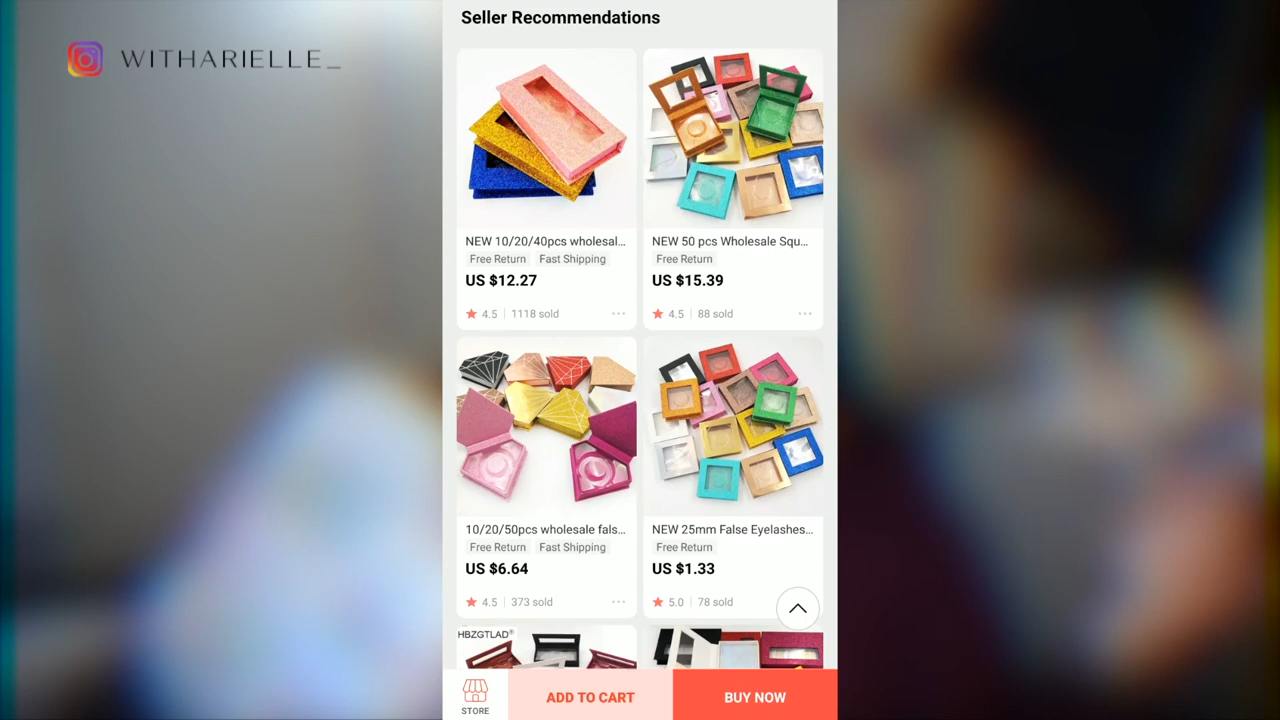 WITHARIELLE_
Seller Recommendations
NEW 10/20/40pcs wholesal...
Free Return Fast Shipping
US $12.27
4.5 1118 sold
NEW 50 pcs Wholesale Squ...
Free Return
US $15.39
4.5 88 sold
10/20/50pcs wholesale fals...
Free Return Fast Shipping
US $6.64
4.5 373 sold
NEW 25mm False Eyelashes...
Free Return
US $1.33
5.0 78 sold
HBZGTLAD®
STORE
ADD TO CART
BUY NOW